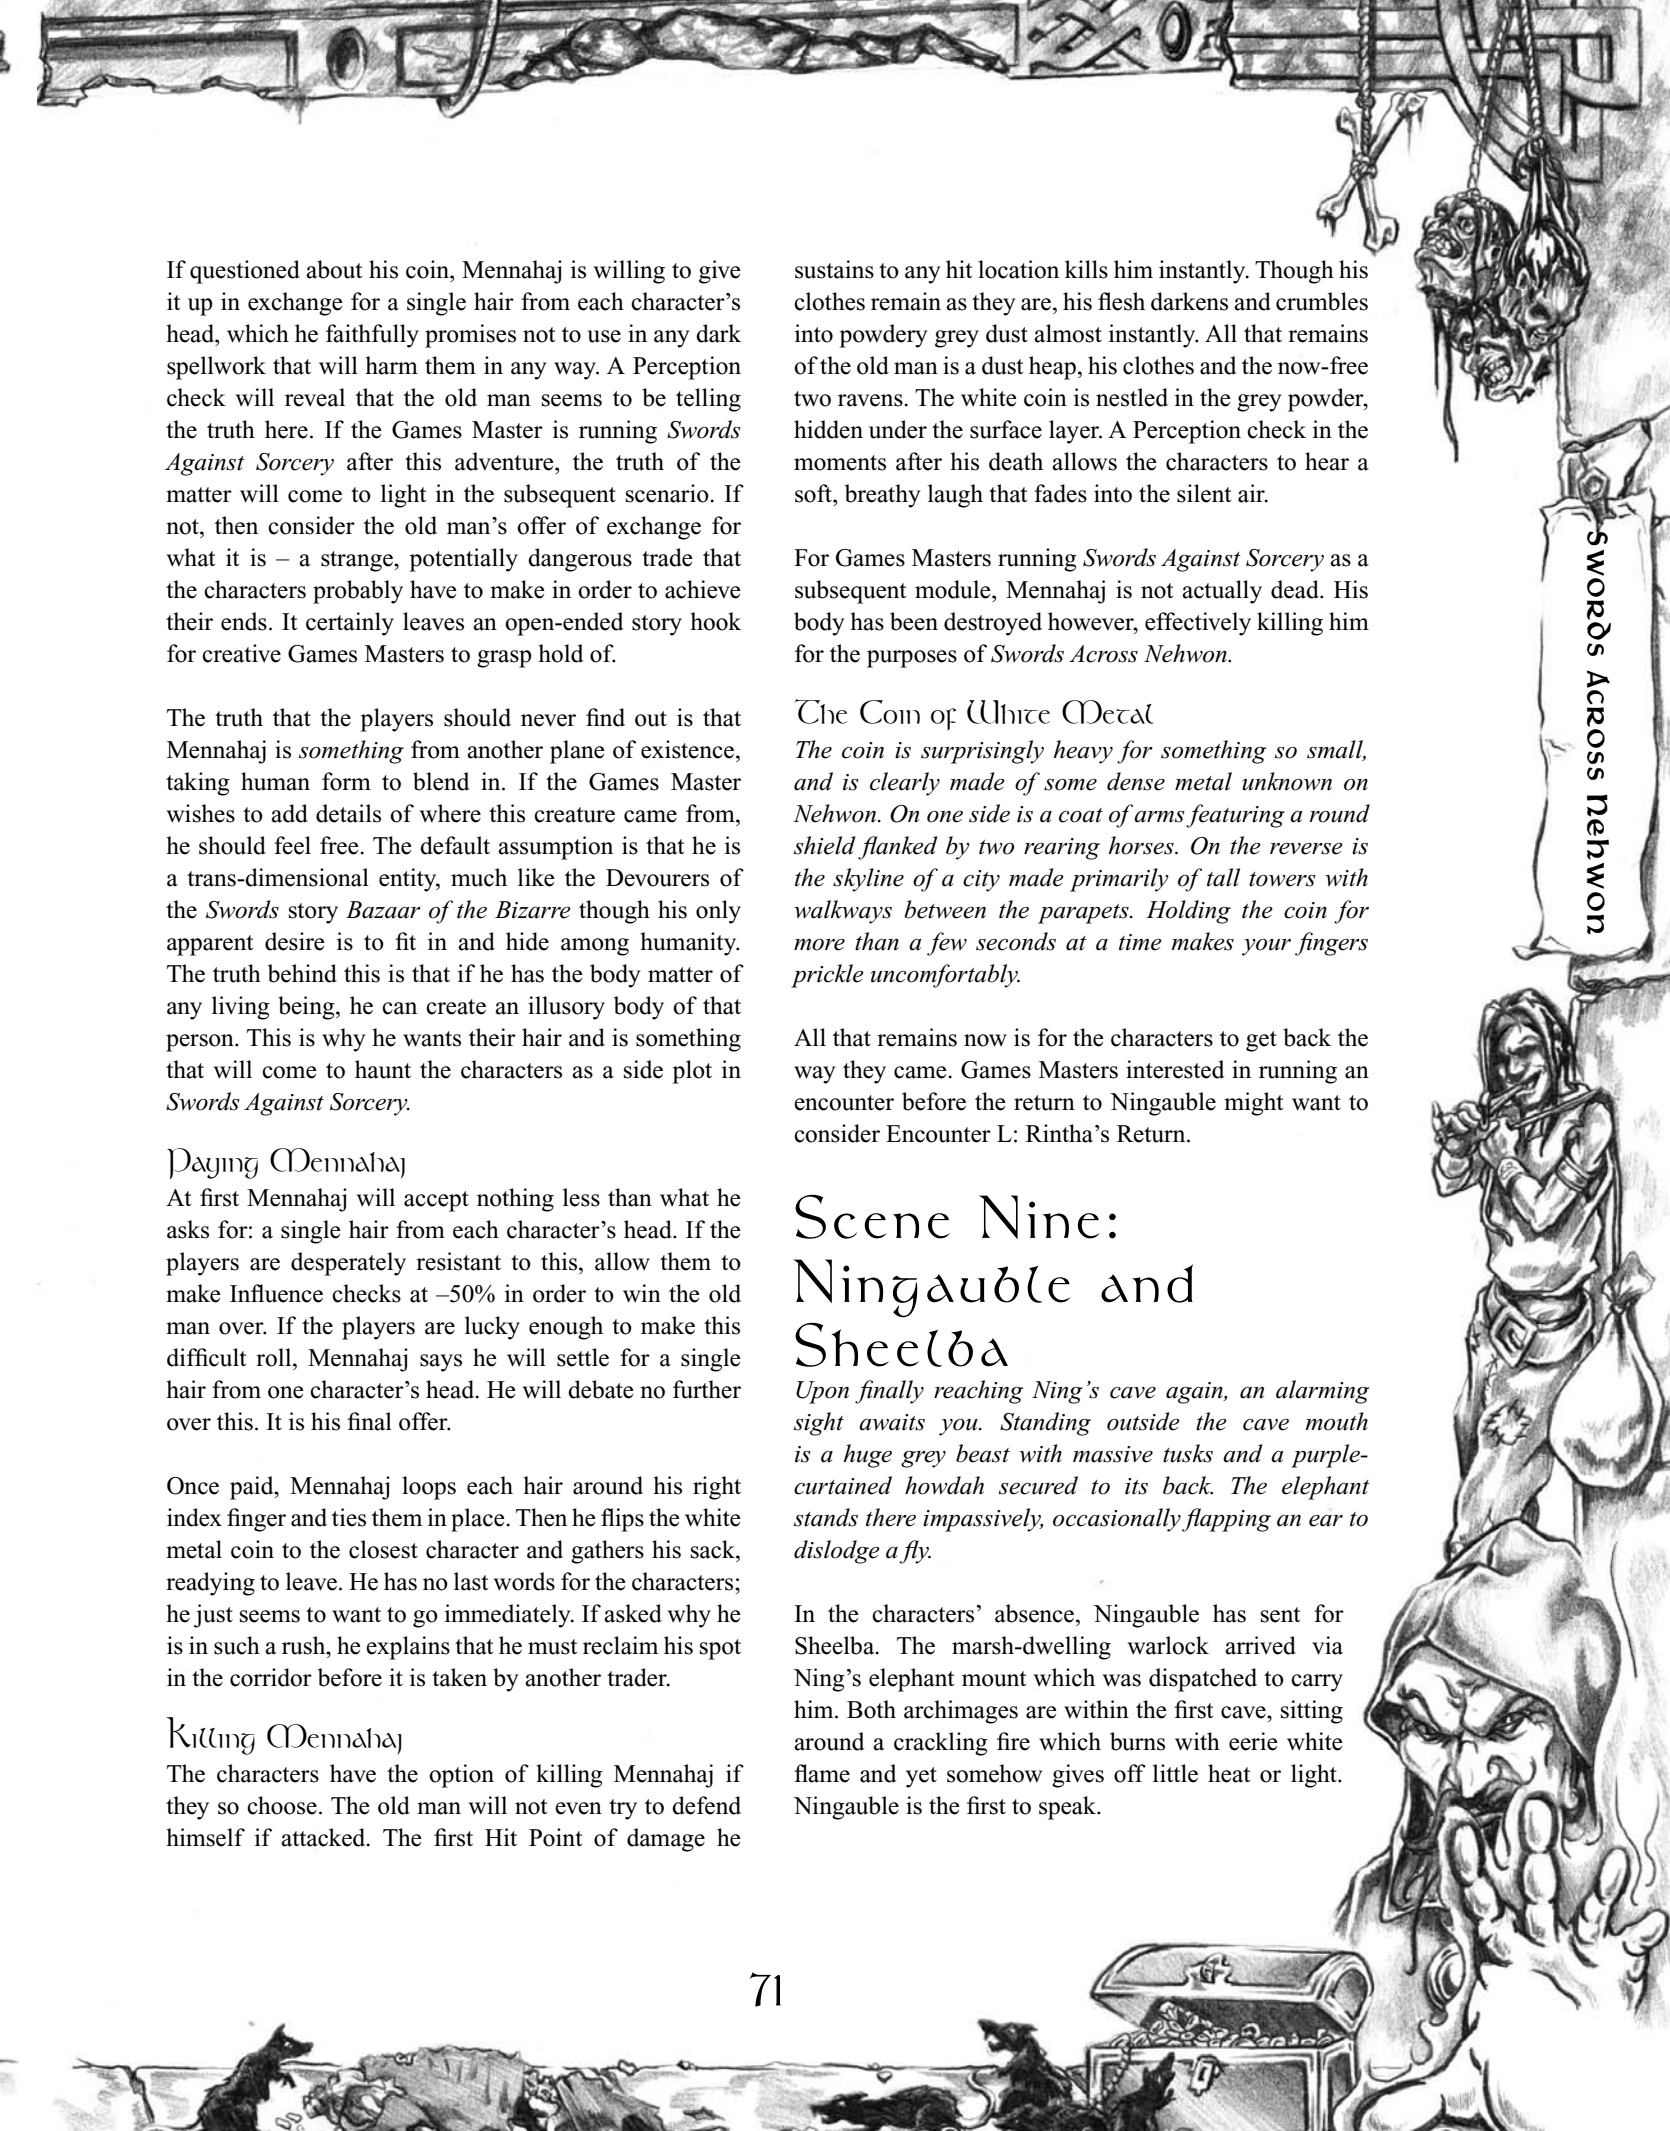 If questioned about his coin, Mennahaj is willing to give
it up in exchange for a single hair from each character's
head, which he faithfully promises not to use in any dark
spellwork that will harm them in any way. A Perception
check will reveal that the old man seems to be telling
the truth here. If the Games Master is running Swords
Against Sorcery after this adventure, the truth of the
matter will come to light in the subsequent scenario. If
not, then consider the old man's offer of exchange for
what it is – a strange, potentially dangerous trade that
the characters probably have to make in order to achieve
their ends. It certainly leaves an open-ended story hook
for creative Games Masters to grasp hold of.
The truth that the players should never find out is that
Mennahaj is something from another plane of existence,
taking human form to blend in. If the Games Master
wishes to add details of where this creature came from,
he should feel free. The default assumption is that he is
a trans-dimensional entity, much like the Devourers of
the Swords story Bazaar of the Bizarre though his only
apparent desire is to fit in and hide among humanity.
The truth behind this is that if he has the body matter of
any living being, he can create an illusory body of that
person. This is why he wants their hair and is something
that will come to haunt the characters as a side plot in
Swords Against Sorcery.
Paying Mennahaj
At first Mennahaj will accept nothing less than what he
asks for: a single hair from each character's head. If the
players are desperately resistant to this, allow them to
make Influence checks at –50% in order to win the old
man over. If the players are lucky enough to make this
difficult roll, Mennahaj says he will settle for a single
hair from one character's head. He will debate no further
over this. It is his final offer.
Once paid, Mennahaj loops each hair around his right
index finger and ties them in place. Then he flips the white
metal coin to the closest character and gathers his sack,
readying to leave. He has no last words for the characters;
he just seems to want to go immediately. If asked why he
is in such a rush, he explains that he must reclaim his spot
in the corridor before it is taken by another trader.
Killing Mennahaj
The characters have the option of killing Mennahaj if
they so choose. The old man will not even try to defend
himself if attacked. The first Hit Point of damage he
sustains to any hit location kills him instantly. Though his
clothes remain as they are, his flesh darkens and crumbles
into powdery grey dust almost instantly. All that remains
of the old man is a dust heap, his clothes and the now-free
two ravens. The white coin is nestled in the grey powder,
hidden under the surface layer. A Perception check in the
moments after his death allows the characters to hear a
soft, breathy laugh that fades into the silent air.
For Games Masters running Swords Against Sorcery as a
subsequent module, Mennahaj is not actually dead. His
body has been destroyed however, effectively killing him
for the purposes of Swords Across Nehwon.
The Coin of White Metal
The coin is surprisingly heavy for something so small,
and is clearly made of some dense metal unknown on
Nehwon. On one side is a coat of arms featuring a round
shield flanked by two rearing horses. On the reverse is
the skyline of a city made primarily of tall towers with
walkways between the parapets. Holding the coin for
more than a few seconds at a time makes your fingers
prickle uncomfortably.
All that remains now is for the characters to get back the
way they came. Games Masters interested in running an
encounter before the return to Ningauble might want to
consider Encounter L: Rintha's Return.
Scene Nine:
Ningauble and
Sheelba
Upon finally reaching Ning's cave again, an alarming
sight awaits you. Standing outside the cave mouth
is a huge grey beast with massive tusks and a purple-
curtained howdah secured to its back. The elephant
stands there impassively, occasionally flapping an ear to
dislodge a fly.
In the characters' absence, Ningauble has sent for
Sheelba. The marsh-dwelling warlock arrived via
Ning's elephant mount which was dispatched to carry
him. Both archimages are within the first cave, sitting
around a crackling fire which burns with eerie white
flame and yet somehow gives off little heat or light.
Ningauble is the first to speak.
Swords Across Nehwon
71